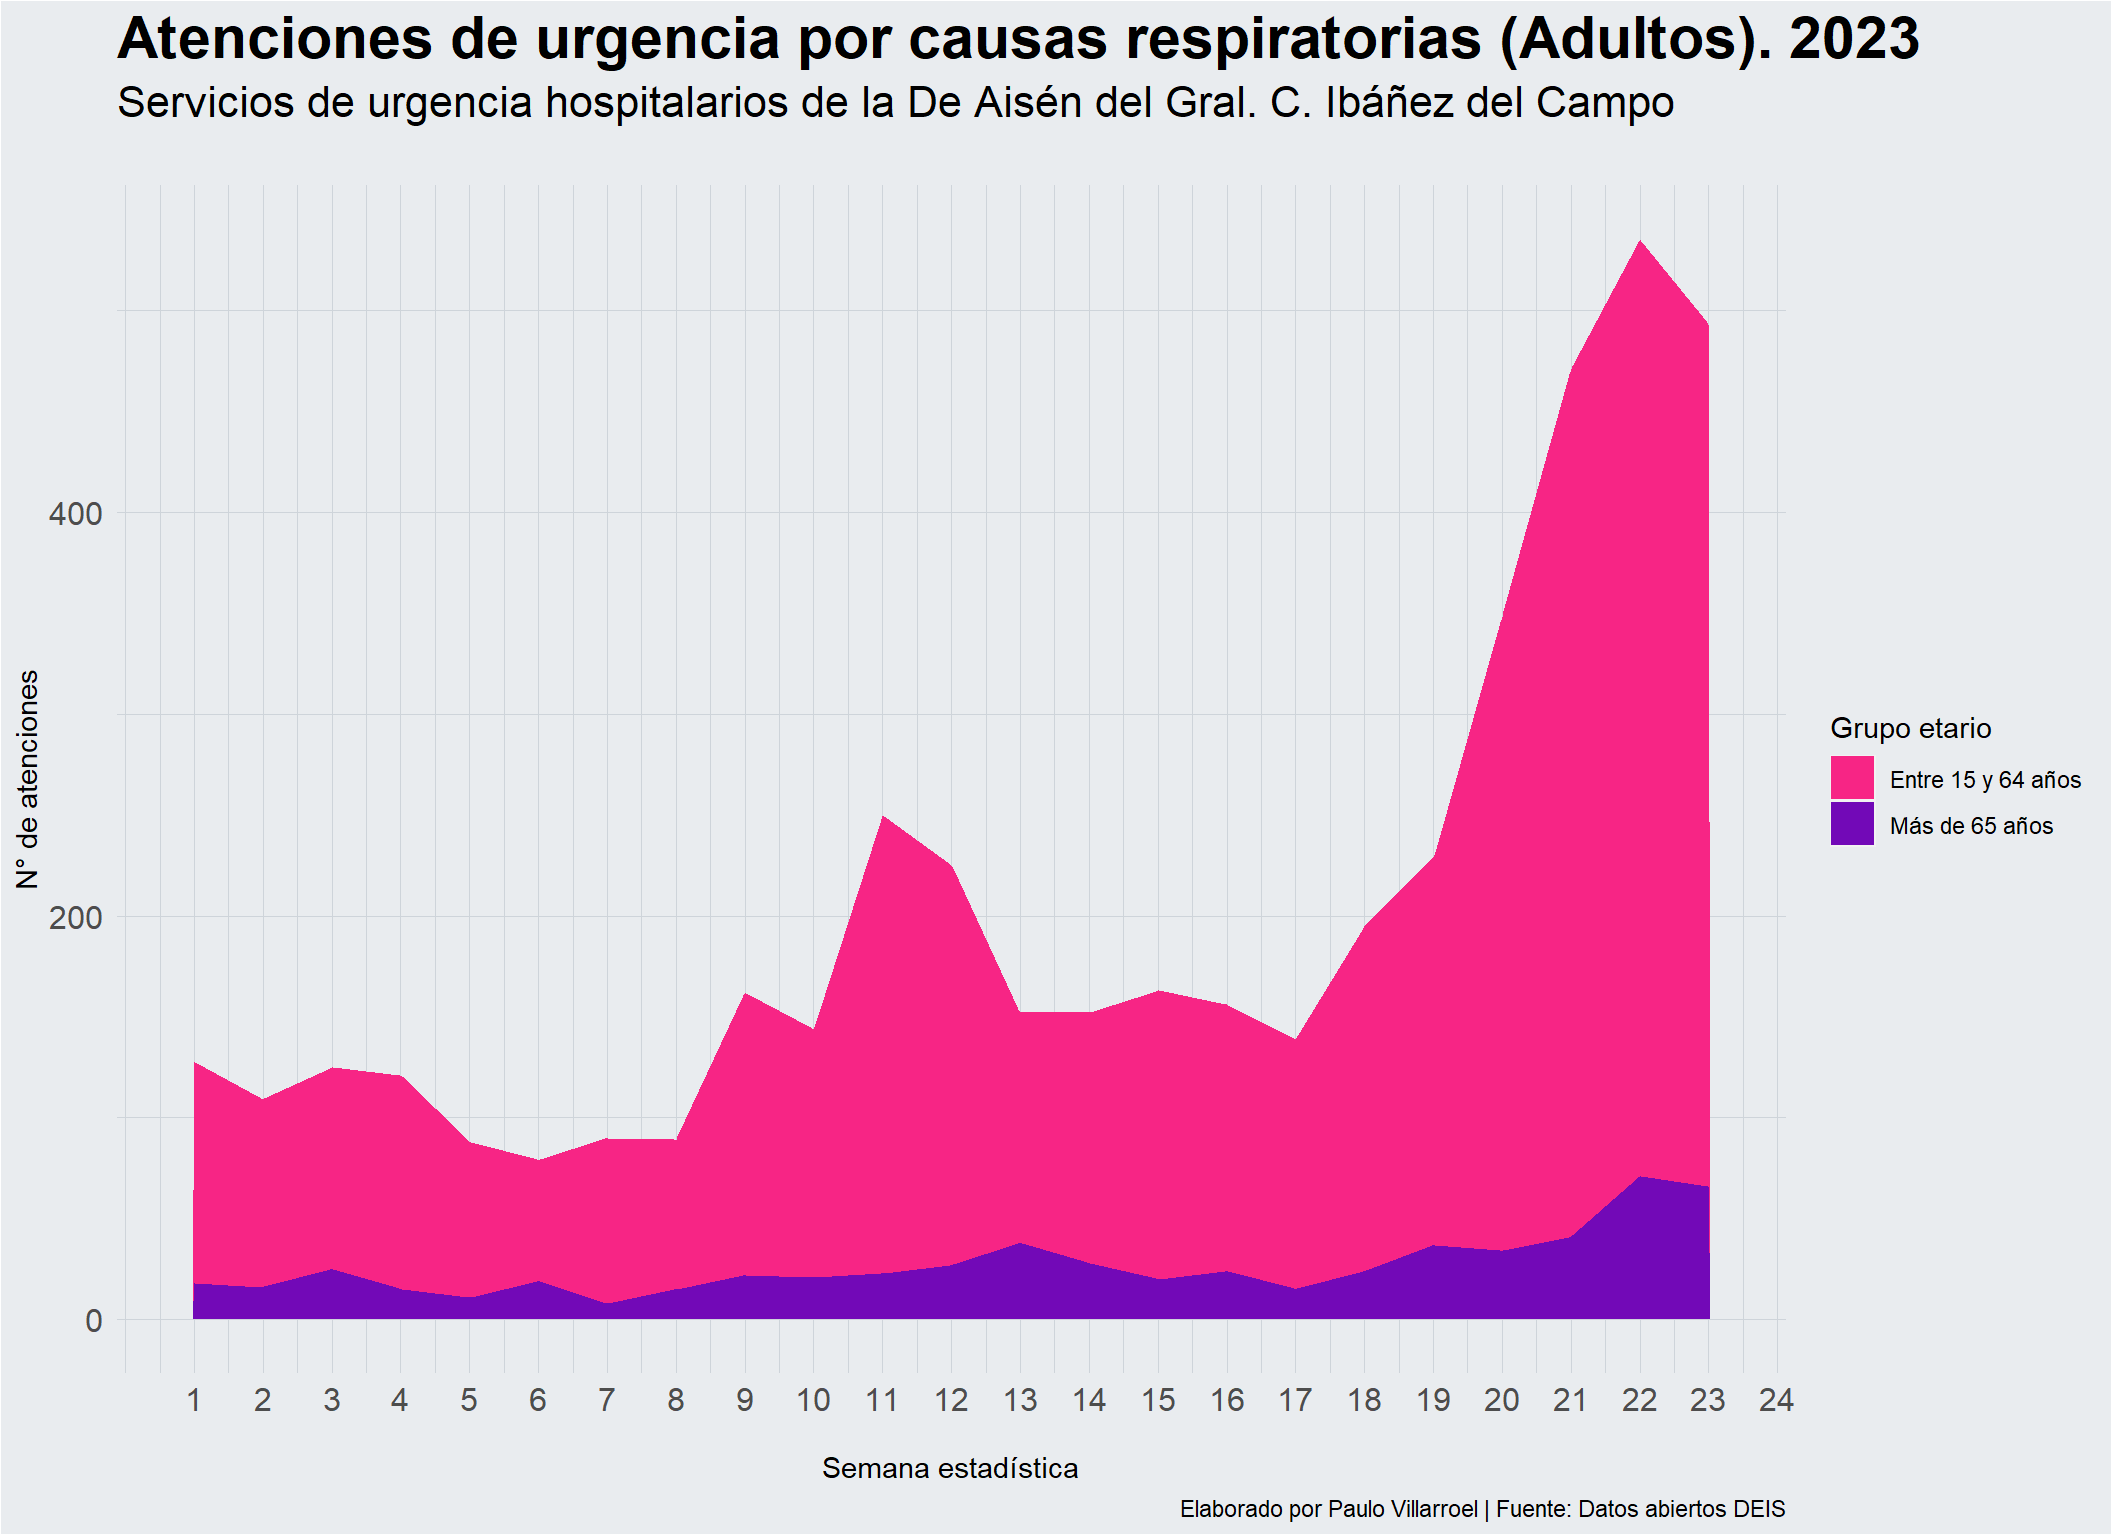 Atenciones de urgencia por causas respiratorias (Adultos). 2023
Servicios de urgencia hospitalarios de la De Aisén del Gral. C. Ibáñez del Campo
N° de atenciones
400
200
0
Grupo etario
Entre 15 y 64 años
Más de 65 años
1 2 3 4 5 6 7 8 9 10 11 12 13 14 15 16 17 18 19 20 21 22 23 24
Semana estadística
Elaborado por Paulo Villarroel | Fuente: Datos abiertos DEIS